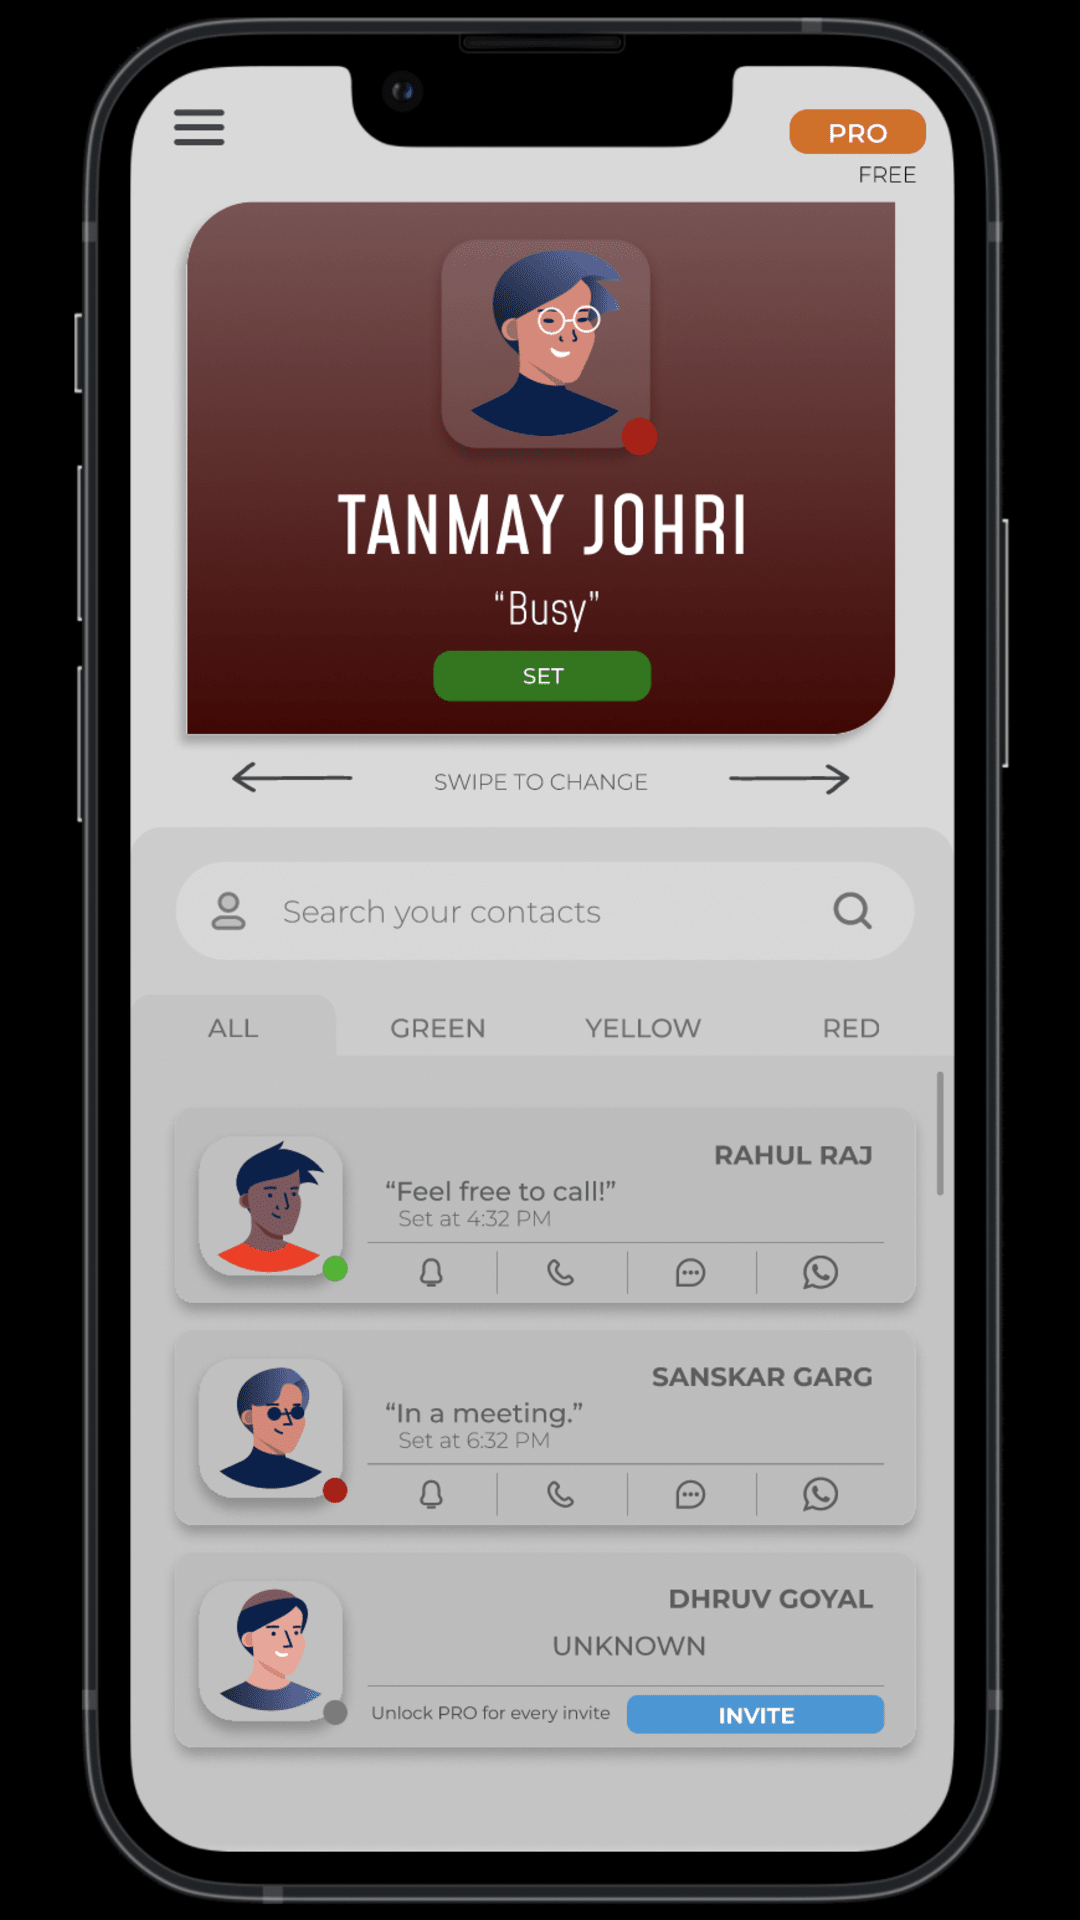 PRO
FREE
TANMAY JOHRI
“Busy”
SET
SWIPE TO CHANGE
Search your contacts
ALL GREEN YELLOW RED
RAHUL RAJ
“Feel free to call!”
Set at 4:32 PM
SANSKAR GARG
“In a meeting.”
Set at 6:32 PM
DHRUV GOYAL
UNKNOWN
Unlock PRO for every invite INVITE